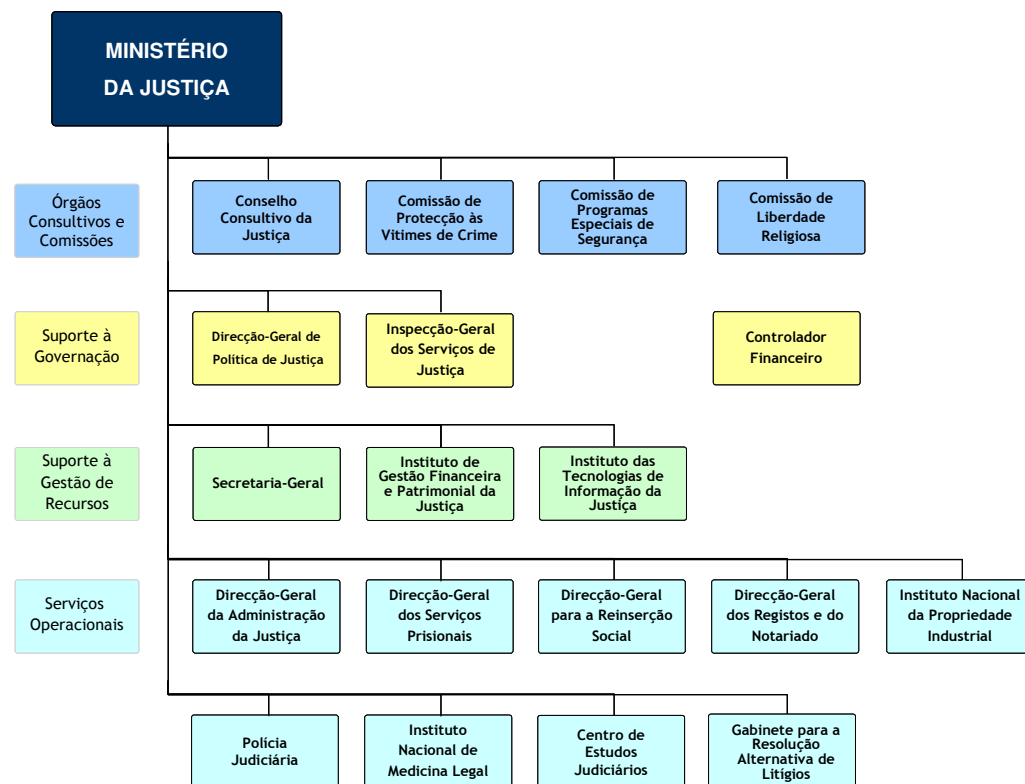 MINISTÉRIO
DA JUSTIÇA
Órgãos
Consultivos e
Comissões
Conselho
Consultivo da
Justiça
Comissão de
Protecção às
Vitimes de Crime
Comissão de
Programas
Especiais de
Segurança
Comissão de
Liberdade
Religiosa
Suporte à
Governação
Direcção-Geral de
Política de Justiça
Inspecção-Geral
dos Serviços de
Justiça
Controlador
Financeiro
Suporte à
Gestão de
Recursos
Secretaria-Geral
Instituto de
Gestão Financeira
e Patrimonial da
Justiça
Instituto das
Tecnologias de
Informação da
Justiça
Serviços
Operacionais
Direcção-Geral
da Administração
da Justiça
Direcção-Geral
dos Serviços
Prisionais
Direcção-Geral
para a Reinserção
Social
Direcção-Geral
dos Registos e do
Notariado
Instituto Nacional
da Propriedade
Industrial
Polícia
Judiciária
Instituto
Nacional de
Medicina Legal
Centro de
Estudos
Judiciários
Gabinete para a
Resolução
Alternativa de
Litígios